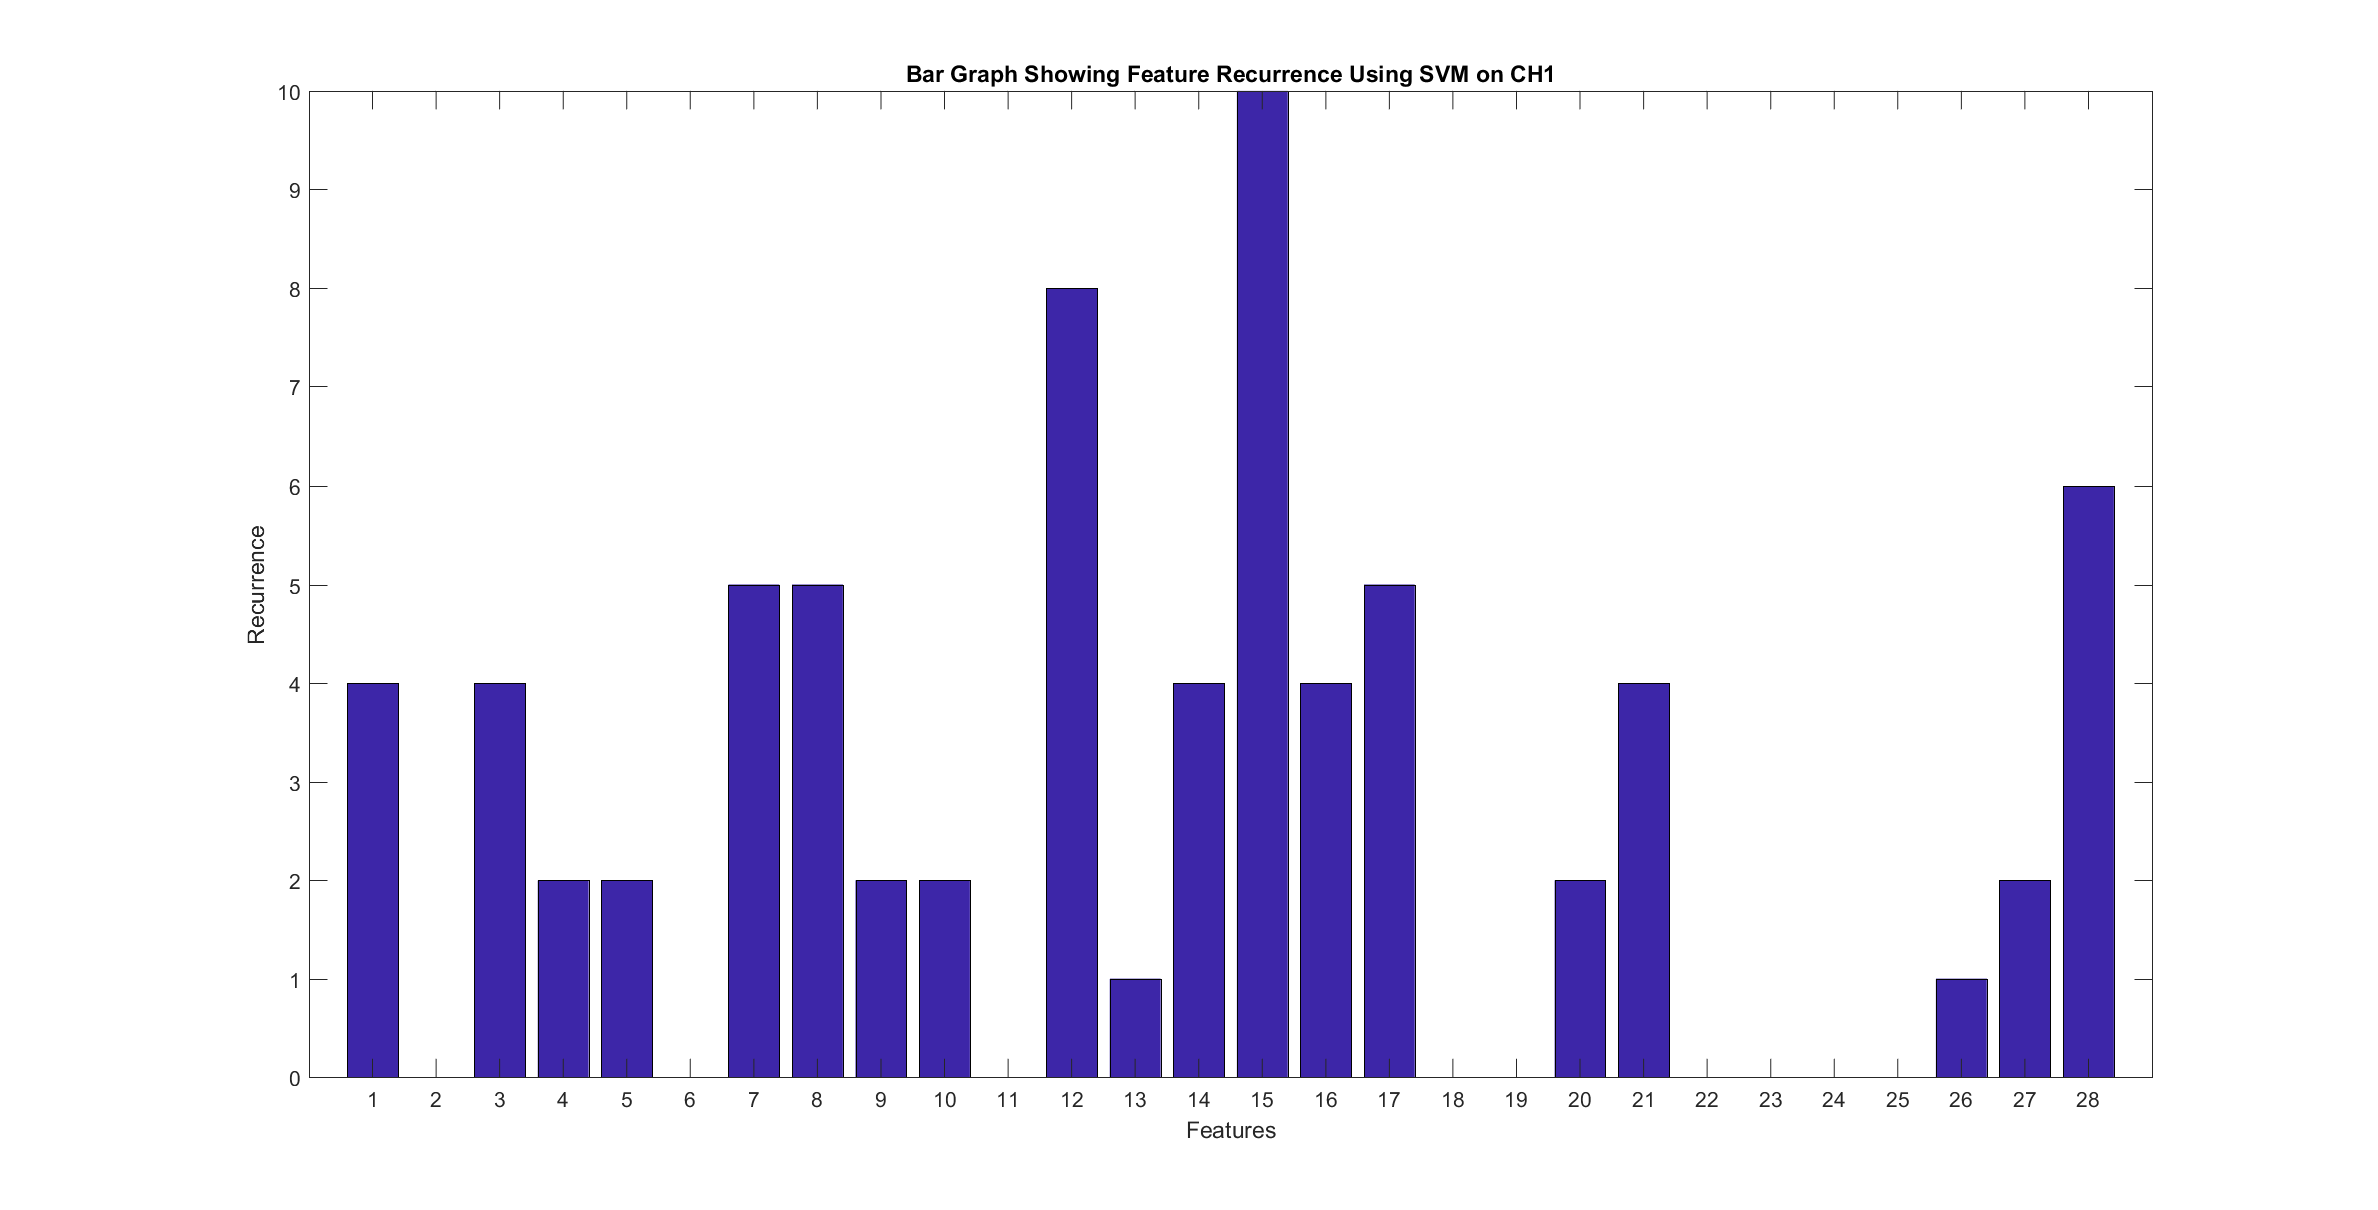 Bar Graph Showing Feature Recurrence Using SVM on CH1
10
9
8
7
6
5
4
3
2
1
0
Recurrence
1 2 3 4 5 6 7 8 9 10 11 12 13 14 15 16 17 18 19 20 21 22 23 24 25 26 27 28
Features